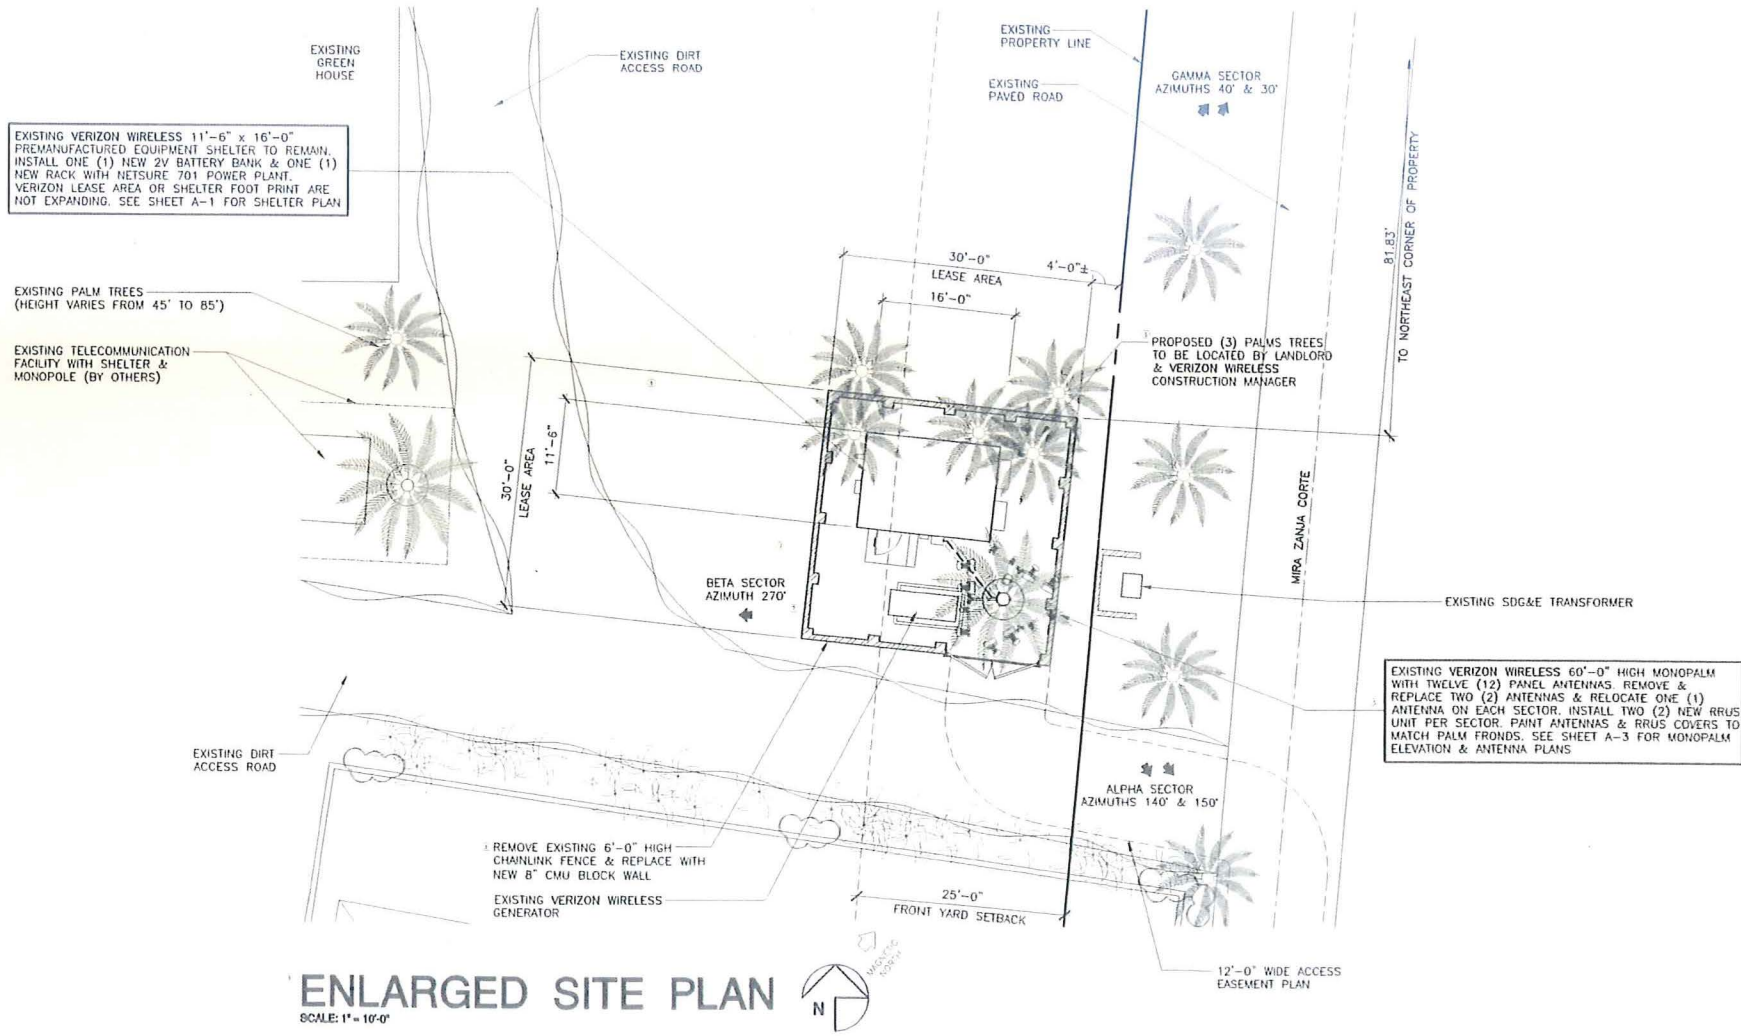 EXISTING
GREEN
HOUSE
EXISTING DIRT
ACCESS ROAD
EXISTING
PROPERTY LINE
EXISTING
PAVED ROAD
GAMMA SECTOR
AZIMUTHS 40' & 30'
EXISTING VERIZON WIRELESS 11'-6" x 16'-0"
PREMANUFACTURED EQUIPMENT SHELTER TO REMAIN.
INSTALL ONE (1) NEW 2V BATTERY BANK & ONE (1)
NEW RACK WITH NETSURE 701 POWER PLANT.
VERIZON LEASE AREA OR SHELTER FOOT PRINT ARE
NOT EXPANDING. SEE SHEET A-1 FOR SHELTER PLAN
81.83'
TO NORTHEAST CORNER OF PROPERTY
30'-0"
LEASE AREA
4'-0"±
16'-0"
EXISTING PALM TREES
(HEIGHT VARIES FROM 45' TO 85')
EXISTING TELECOMMUNICATION
FACILITY WITH SHELTER &
MONOPOLE (BY OTHERS)
PROPOSED (3) PALMS TREES
TO BE LOCATED BY LANDLORD
& VERIZON WIRELESS
CONSTRUCTION MANAGER
30'-0"
LEASE AREA
11'-6"
MIRA ZANJA CORTE
BETA SECTOR
AZIMUTH 270'
EXISTING SDG&E TRANSFORMER
EXISTING VERIZON WIRELESS 60'-0" HIGH MONOPALM
WITH TWELVE (12) PANEL ANTENNAS. REMOVE &
REPLACE TWO (2) ANTENNAS & RELOCATE ONE (1)
ANTENNA ON EACH SECTOR. INSTALL TWO (2) NEW RRUS
UNIT PER SECTOR. PAINT ANTENNAS & RRUS COVERS TO
MATCH PALM FRONDS. SEE SHEET A-3 FOR MONOPALM
ELEVATION & ANTENNA PLANS
EXISTING DIRT
ACCESS ROAD
ALPHA SECTOR
AZIMUTHS 140' & 150'
REMOVE EXISTING 6'-0" HIGH
CHAINLINK FENCE & REPLACE WITH
NEW 8" CMU BLOCK WALL
EXISTING VERIZON WIRELESS
GENERATOR
25'-0"
FRONT YARD SETBACK
12'-0" WIDE ACCESS
EASEMENT PLAN
MAGNETIC
NORTH
N
ENLARGED SITE PLAN
SCALE: 1" = 10'-0"